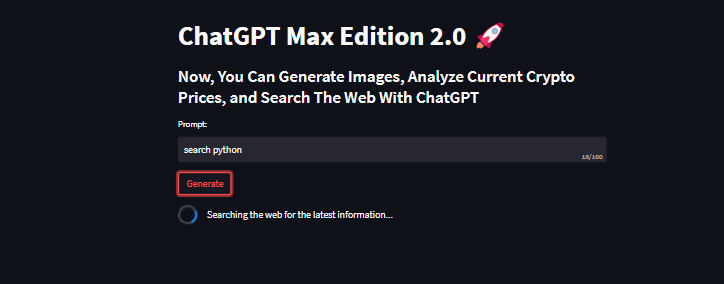 ChatGPT Max Edition 2.0 🚀
Now, You Can Generate Images, Analyze Current Crypto
Prices, and Search The Web With ChatGPT
Prompt:
search python
13/100
Generate
Searching the web for the latest information...